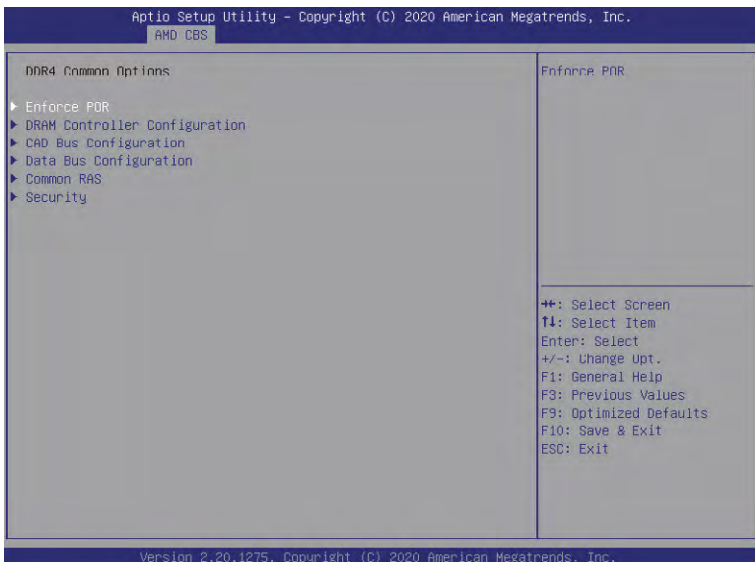 Aptio Setup Utility – Copyright (C) 2020 American Megatrends, Inc.
AMD CBS
DDR4 Common Options
Enforce POR
DRAM Controller Configuration
CAD Bus Configuration
Data Bus Configuration
Common RAS
Security
Enforce POR
→←: Select Screen
↑↓: Select Item
Enter: Select
+/-: Change Opt.
F1: General Help
F3: Previous Values
F9: Optimized Defaults
F10: Save & Exit
ESC: Exit
Version 2.20.1275. Copyright (C) 2020 American Megatrends, Inc.